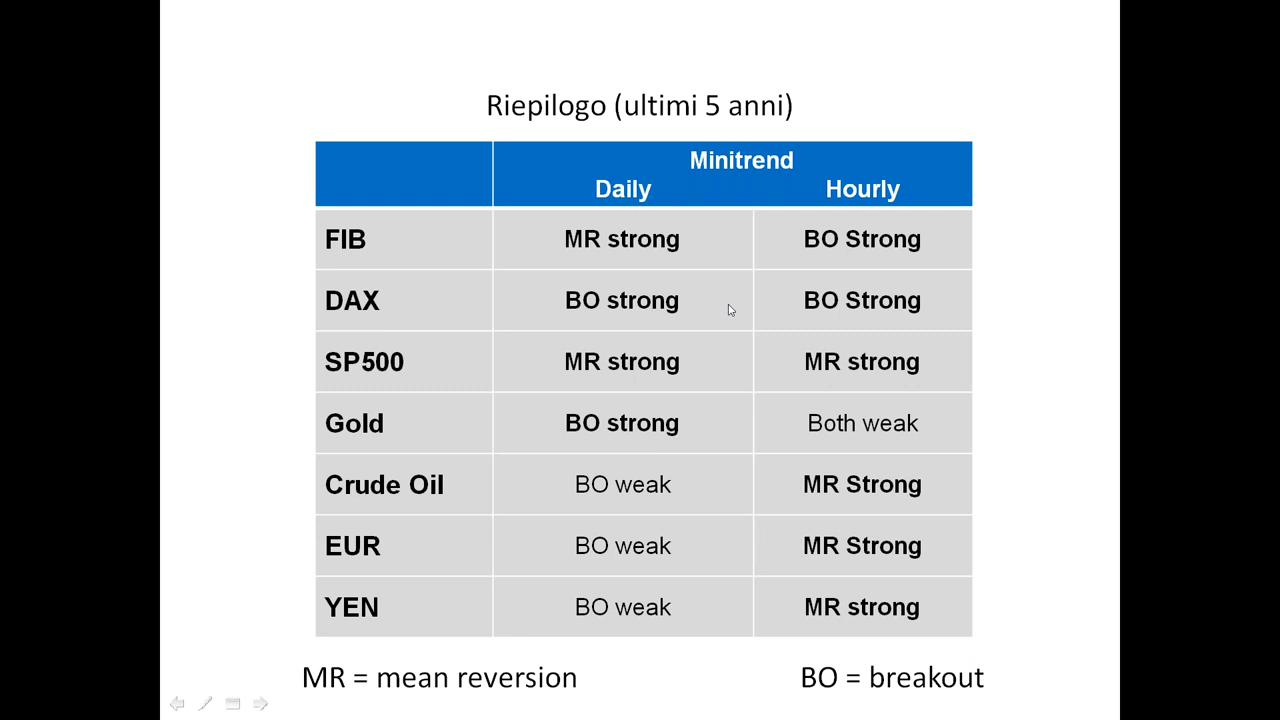 Riepilogo (ultimi 5 anni)
Minitrend
Daily Hourly
FIB MR strong BO Strong
DAX BO strong BO Strong
SP500 MR strong MR strong
Gold BO strong Both weak
Crude Oil BO weak MR Strong
EUR BO weak MR Strong
YEN BO weak MR strong
MR = mean reversion BO = breakout